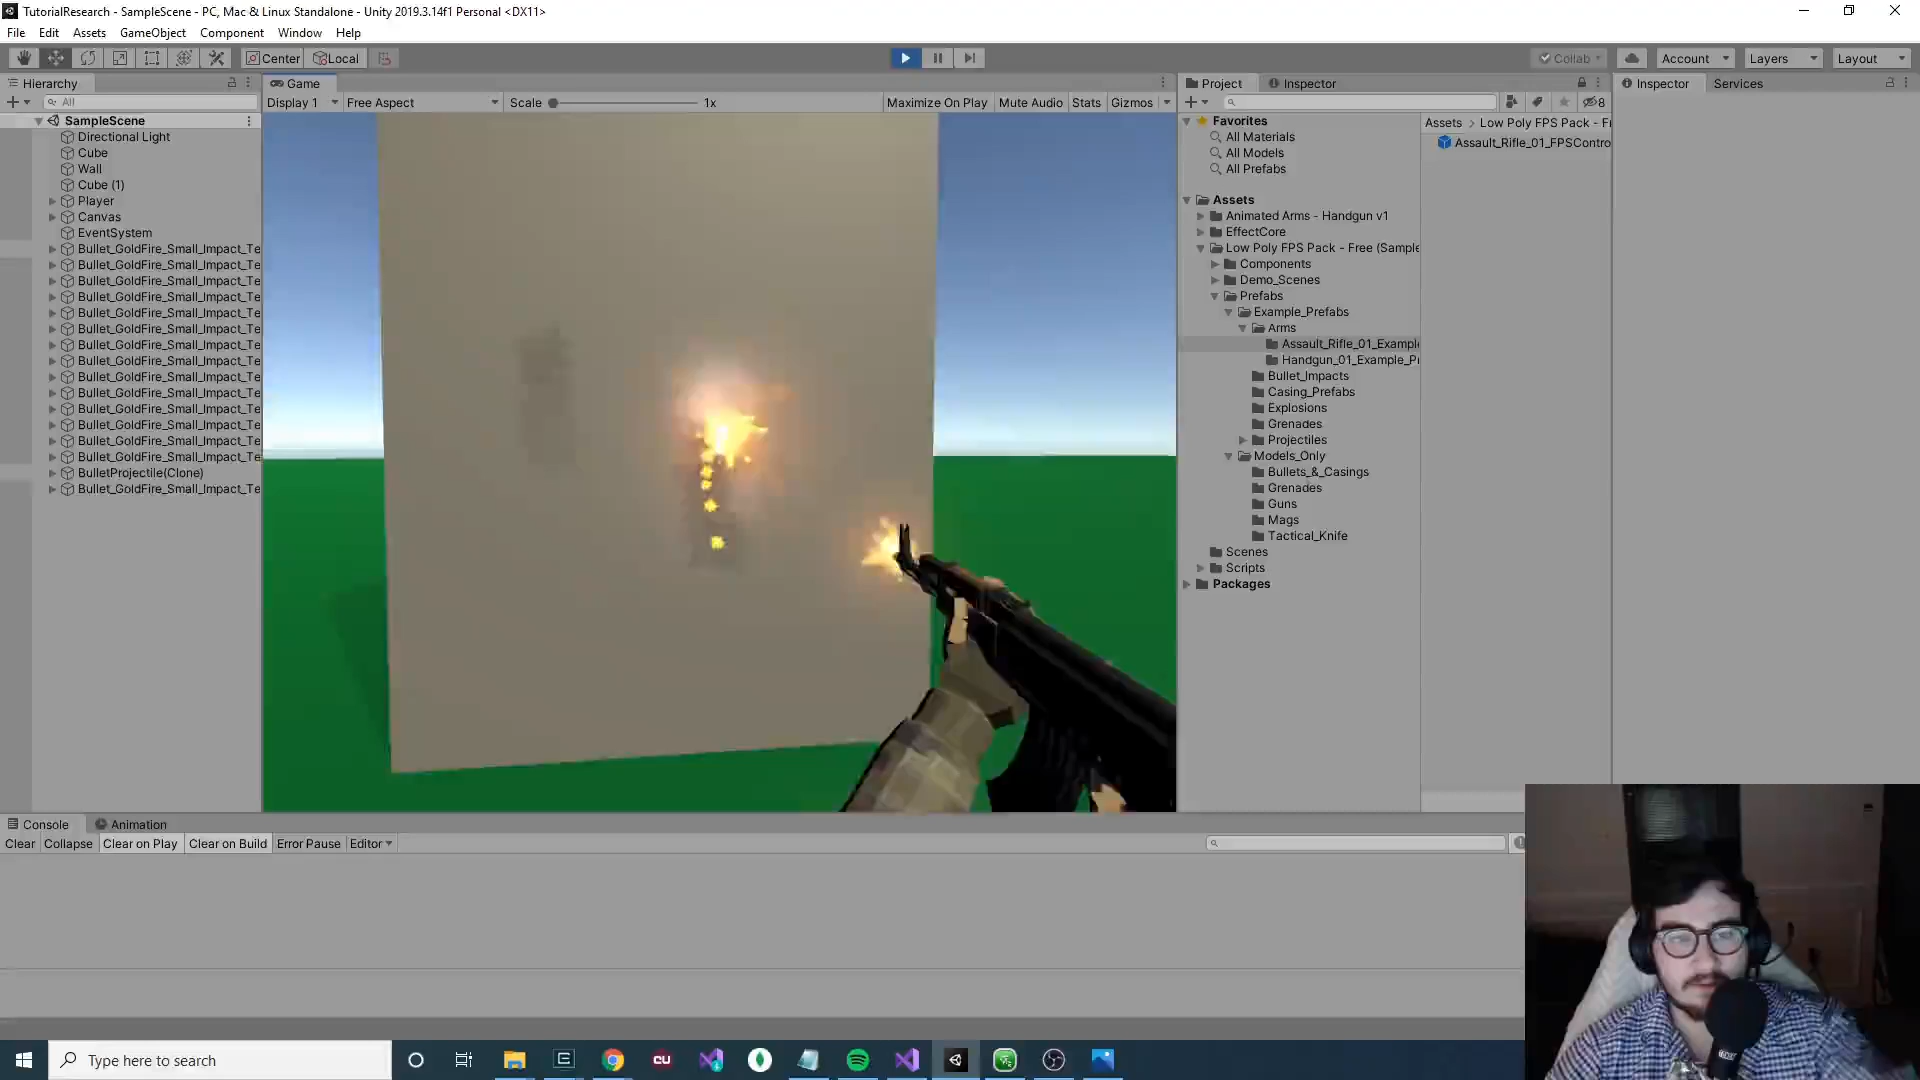 TutorialResearch - SampleScene - PC, Mac & Linux Standalone - Unity 2019.3.14f1 Personal <DX11>
File Edit Assets GameObject Component Window Help
Center Local Collab Account Layers Layout
Hierarchy Game Project Inspector Inspector Services
All Display 1 Free Aspect Scale 1x Maximize On Play Mute Audio Stats Gizmos 8
SampleScene
Directional Light
Cube
Wall
Cube (1)
Player
Canvas
EventSystem
Bullet_GoldFire_Small_Impact_Te
Bullet_GoldFire_Small_Impact_Te
Bullet_GoldFire_Small_Impact_Te
Bullet_GoldFire_Small_Impact_Te
Bullet_GoldFire_Small_Impact_Te
Bullet_GoldFire_Small_Impact_Te
Bullet_GoldFire_Small_Impact_Te
Bullet_GoldFire_Small_Impact_Te
Bullet_GoldFire_Small_Impact_Te
Bullet_GoldFire_Small_Impact_Te
Bullet_GoldFire_Small_Impact_Te
Bullet_GoldFire_Small_Impact_Te
Bullet_GoldFire_Small_Impact_Te
Bullet_GoldFire_Small_Impact_Te
BulletProjectile(Clone)
Bullet_GoldFire_Small_Impact_Te
Favorites
All Materials
All Models
All Prefabs
Assets
Animated Arms - Handgun v1
EffectCore
Low Poly FPS Pack - Free (Sample
Components
Demo_Scenes
Prefabs
Example_Prefabs
Arms
Assault_Rifle_01_Example
Handgun_01_Example_Pr
Bullet_Impacts
Casing_Prefabs
Explosions
Grenades
Projectiles
Models_Only
Bullets_&_Casings
Grenades
Guns
Mags
Tactical_Knife
Scenes
Scripts
Packages
Assets > Low Poly FPS Pack - Fr
Assault_Rifle_01_FPSContro
Console Animation
Clear Collapse Clear on Play Clear on Build Error Pause Editor
Type here to search